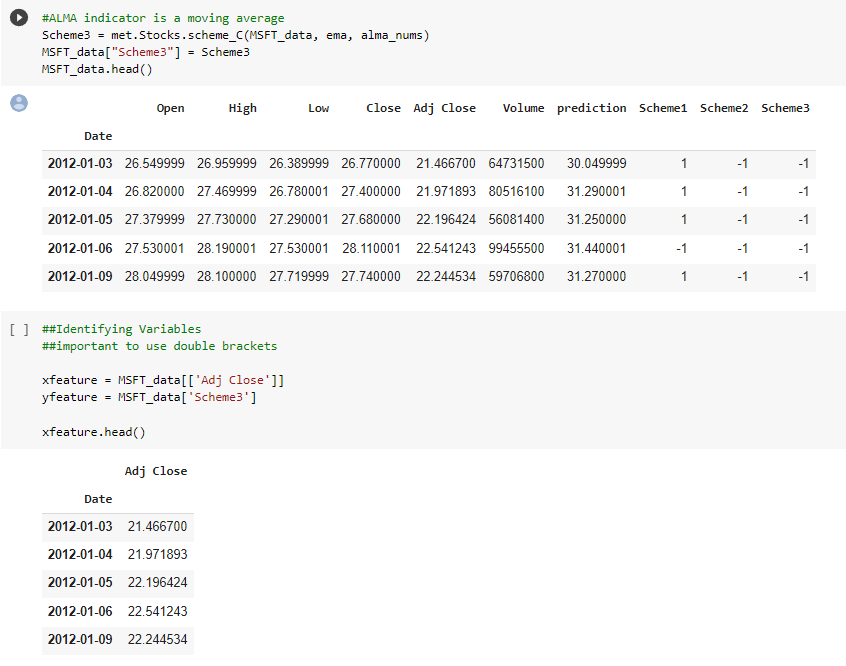 #ALMA indicator is a moving average
Scheme3 = met.Stocks.scheme_C(MSFT_data, ema, alma_nums)
MSFT_data["Scheme3"] = Scheme3
MSFT_data.head()
Open High Low Close Adj Close Volume prediction Scheme1 Scheme2 Scheme3
Date
2012-01-03 26.549999 26.959999 26.389999 26.770000 21.466700 64731500 30.049999 1 -1 -1
2012-01-04 26.820000 27.469999 26.780001 27.400000 21.971893 80516100 31.290001 1 -1 -1
2012-01-05 27.379999 27.730000 27.290001 27.680000 22.196424 56081400 31.250000 1 -1 -1
2012-01-06 27.530001 28.190001 27.530001 28.110001 22.541243 99455500 31.440001 -1 -1 -1
2012-01-09 28.049999 28.100000 27.719999 27.740000 22.244534 59706800 31.270000 1 -1 -1
[ ] ##Identifying Variables
##important to use double brackets
xfeature = MSFT_data[['Adj Close']]
yfeature = MSFT_data['Scheme3']
xfeature.head()
Adj Close
Date
2012-01-03 21.466700
2012-01-04 21.971893
2012-01-05 22.196424
2012-01-06 22.541243
2012-01-09 22.244534